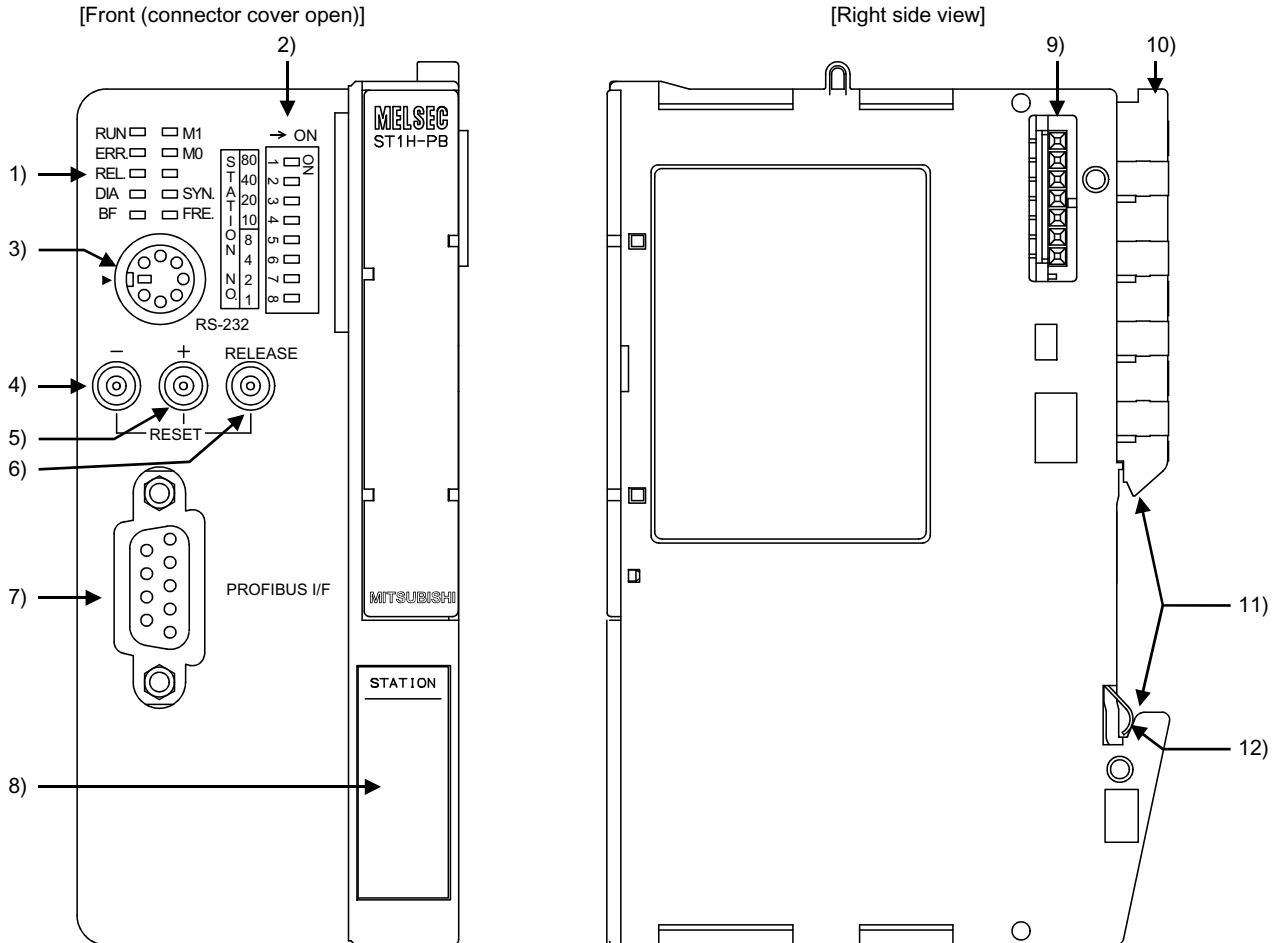 [Front (connector cover open)]
[Right side view]
2)
9)
10)
MELSEC
ST1H-PB
→ ON
RUN
M1
ERR.
M0
1)
REL.
DIA
SYN.
BF
FRE.
STATION NO.
80
40
20
10
8
4
2
1
ON
1
2
3
4
5
6
7
8
3)
RS-232
−
+
RELEASE
4)
5)
RESET
6)
7)
PROFIBUS I/F
MITSUBISHI
11)
STATION
12)
8)